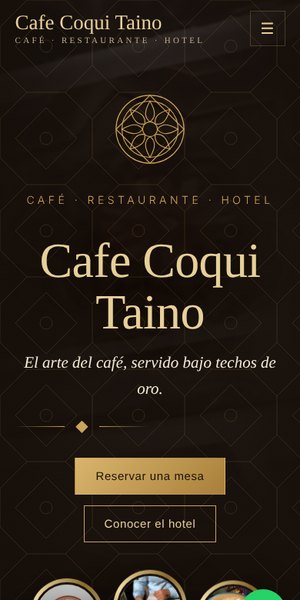 Cafe Coqui Taino
CAFÉ · RESTAURANTE · HOTEL
CAFÉ · RESTAURANTE · HOTEL
Cafe Coqui
Taino
El arte del café, servido bajo techos de
oro.
Reservar una mesa
Conocer el hotel